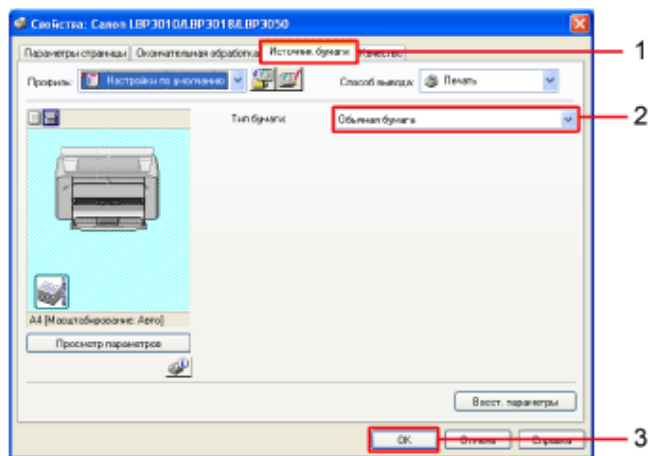 Свойства: Canon LBP3010/LBP3018/LBP3050
Параметры страницы Окончательная обработка Источник бумаги Качество
1
Профиль: Настройки по умолчанию Способ вывода: Печать
Тип бумаги: Обычная бумага
2
A4 [Масштабирование: Авто]
Просмотр параметров
Восст. параметры
OK Отмена Справка
3